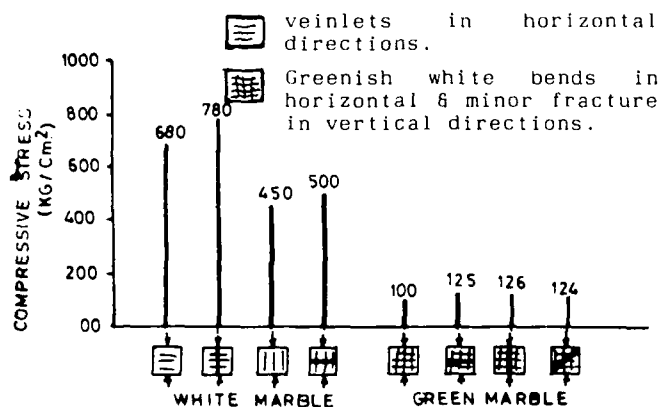 veinlets in horizontal
directions.
Greenish white bends in
horizontal & minor fracture
in vertical directions.
COMPRESSIVE STRESS
(KG/Cm2)
1000
800
600
400
200
00
680
780
450
500
100
125
126
124
WHITE MARBLE
GREEN MARBLE